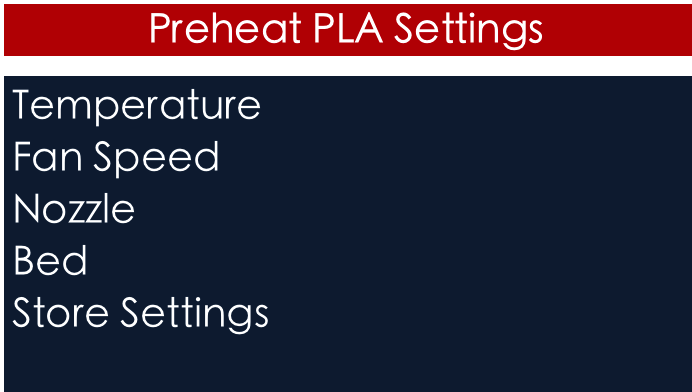 Preheat PLA Settings
Temperature
Fan Speed
Nozzle
Bed
Store Settings